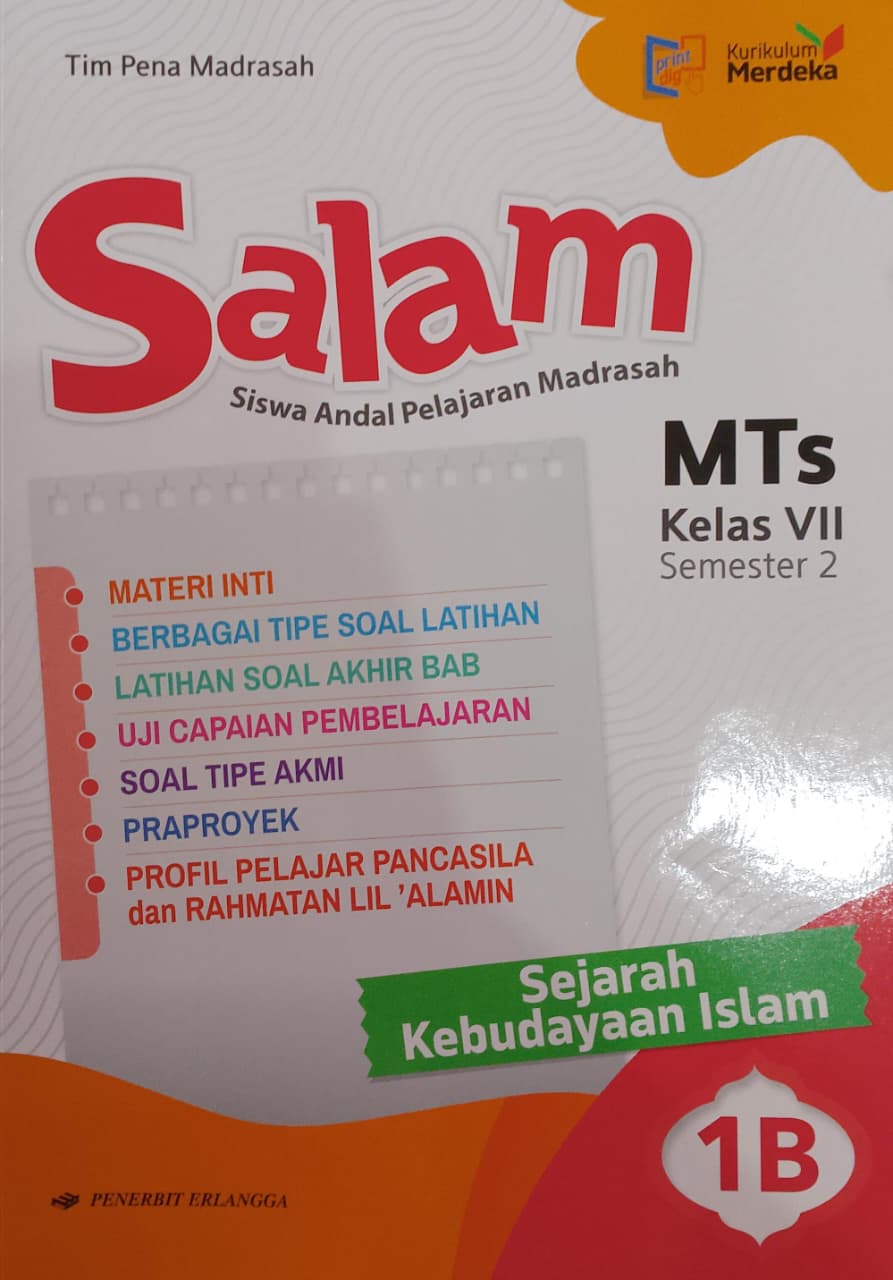 Tim Pena Madrasah
print
dig
Kurikulum
Merdeka
Salam
Siswa Andal Pelajaran Madrasah
MTs
Kelas VII
Semester 2
MATERI INTI
BERBAGAI TIPE SOAL LATIHAN
LATIHAN SOAL AKHIR BAB
UJI CAPAIAN PEMBELAJARAN
SOAL TIPE AKMI
PRAPROYEK
PROFIL PELAJAR PANCASILA
dan RAHMATAN LIL ’ALAMIN
Sejarah
Kebudayaan Islam
1B
PENERBIT ERLANGGA